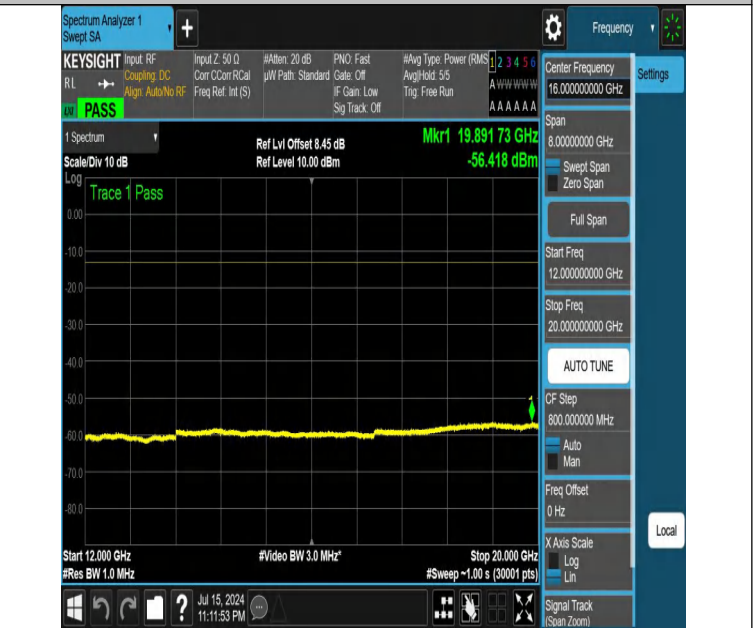 Spectrum Analyzer 1
Swept SA
+
Frequency
KEYSIGHT
RL
PASS
Input: RF
Coupling: DC
Align: Auto/No RF
Input Z: 50 Ω
Corr CCorr RCal
Freq Ref: Int (S)
#Atten: 20 dB
µW Path: Standard
PNO: Fast
Gate: Off
IF Gain: Low
Sig Track: Off
#Avg Type: Power (RMS
Avg|Hold: 5/5
Trig: Free Run
1 2 3 4 5 6
A W W W W W
A A A A A A
1 Spectrum
Scale/Div 10 dB
Log
Ref Lvl Offset 8.45 dB
Ref Level 10.00 dBm
Mkr1 19.891 73 GHz
-56.418 dBm
Trace 1 Pass
0.00
-10.0
-20.0
-30.0
-40.0
-50.0
-60.0
-70.0
-80.0
Start 12.000 GHz
#Res BW 1.0 MHz
#Video BW 3.0 MHz*
Stop 20.000 GHz
#Sweep ~1.00 s (30001 pts)
?
Jul 15, 2024
11:11:53 PM
Center Frequency
16.000000000 GHz
Settings
Span
8.00000000 GHz
Swept Span
Zero Span
Full Span
Start Freq
12.000000000 GHz
Stop Freq
20.000000000 GHz
AUTO TUNE
CF Step
800.000000 MHz
Auto
Man
Freq Offset
0 Hz
X Axis Scale
Log
Lin
Local
Signal Track
(Span Zoom)